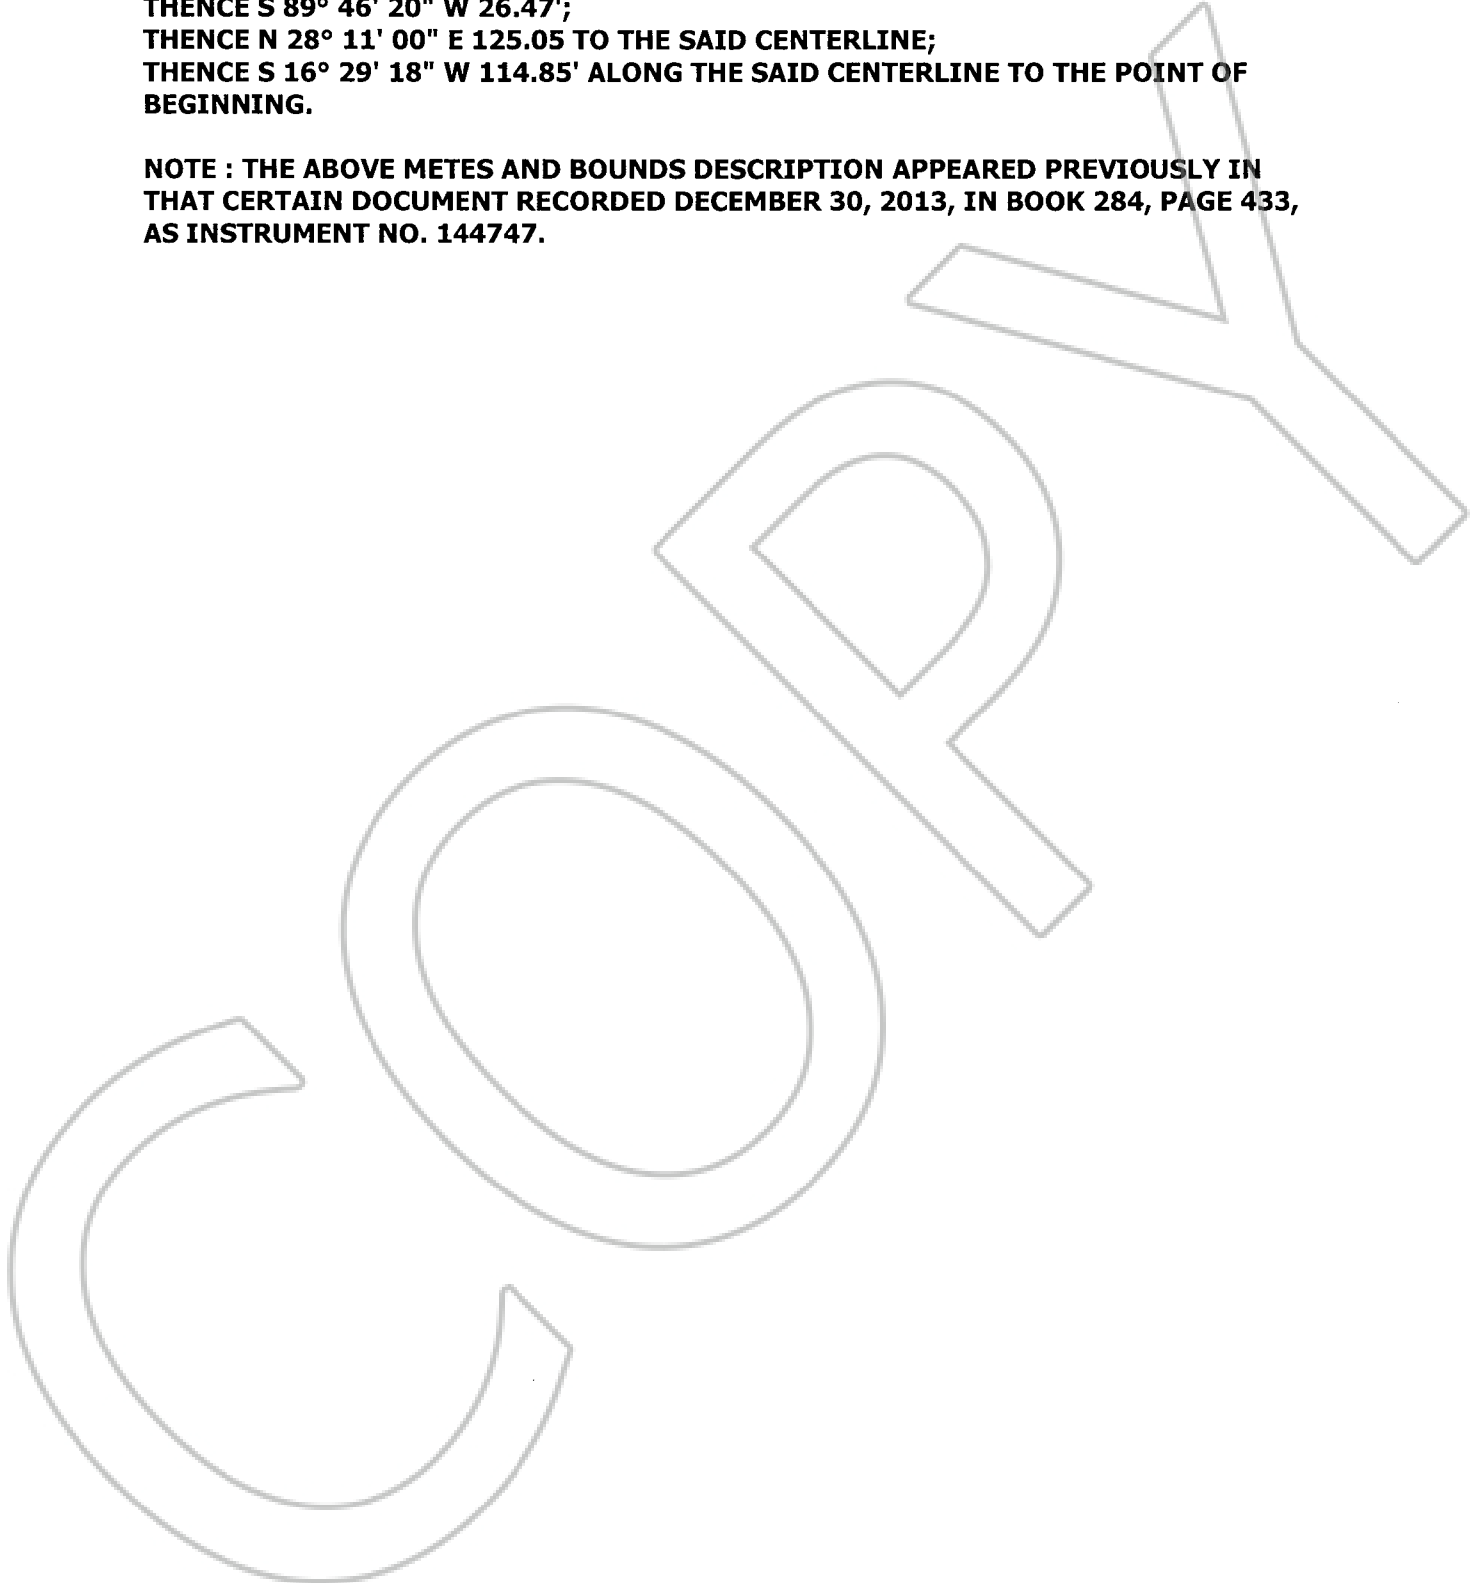 THENCE S 89° 46' 20" W 26.47';
THENCE N 28° 11' 00" E 125.05 TO THE SAID CENTERLINE;
THENCE S 16° 29' 18" W 114.85' ALONG THE SAID CENTERLINE TO THE POINT OF
BEGINNING.
NOTE : THE ABOVE METES AND BOUNDS DESCRIPTION APPEARED PREVIOUSLY IN
THAT CERTAIN DOCUMENT RECORDED DECEMBER 30, 2013, IN BOOK 284, PAGE 433,
AS INSTRUMENT NO. 144747.
COPY